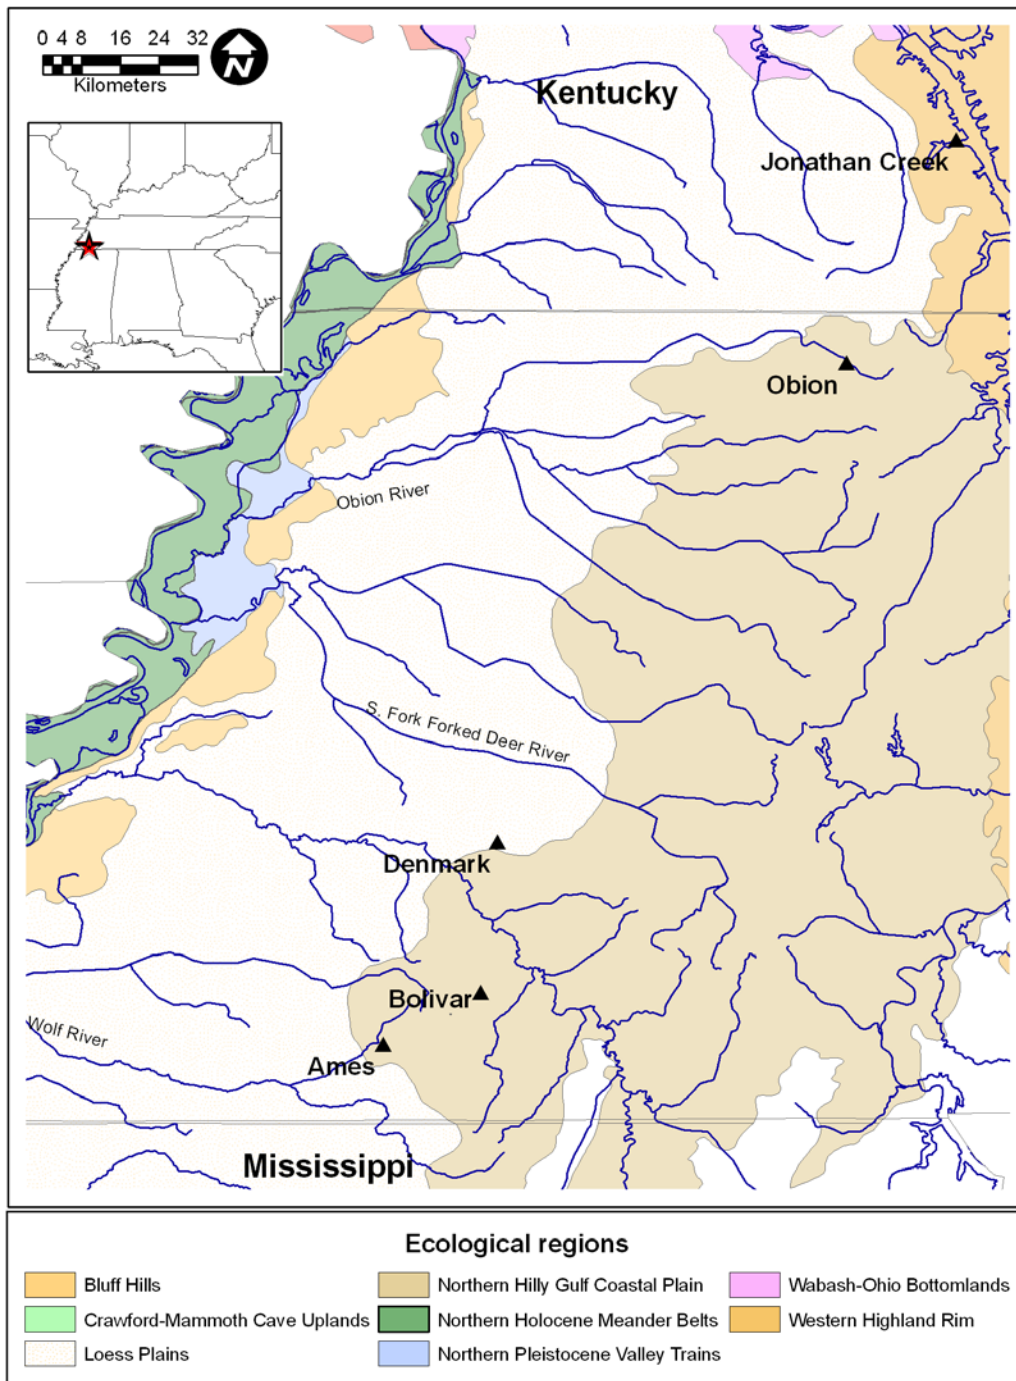 0 4 8 16 24 32
Kilometers
N
Kentucky
Jonathan Creek
Obion
Obion River
S. Fork Forked Deer River
Denmark
Bolivar
Wolf River
Ames
Mississippi
Ecological regions
Bluff Hills
Northern Hilly Gulf Coastal Plain
Wabash-Ohio Bottomlands
Crawford-Mammoth Cave Uplands
Northern Holocene Meander Belts
Western Highland Rim
Loess Plains
Northern Pleistocene Valley Trains